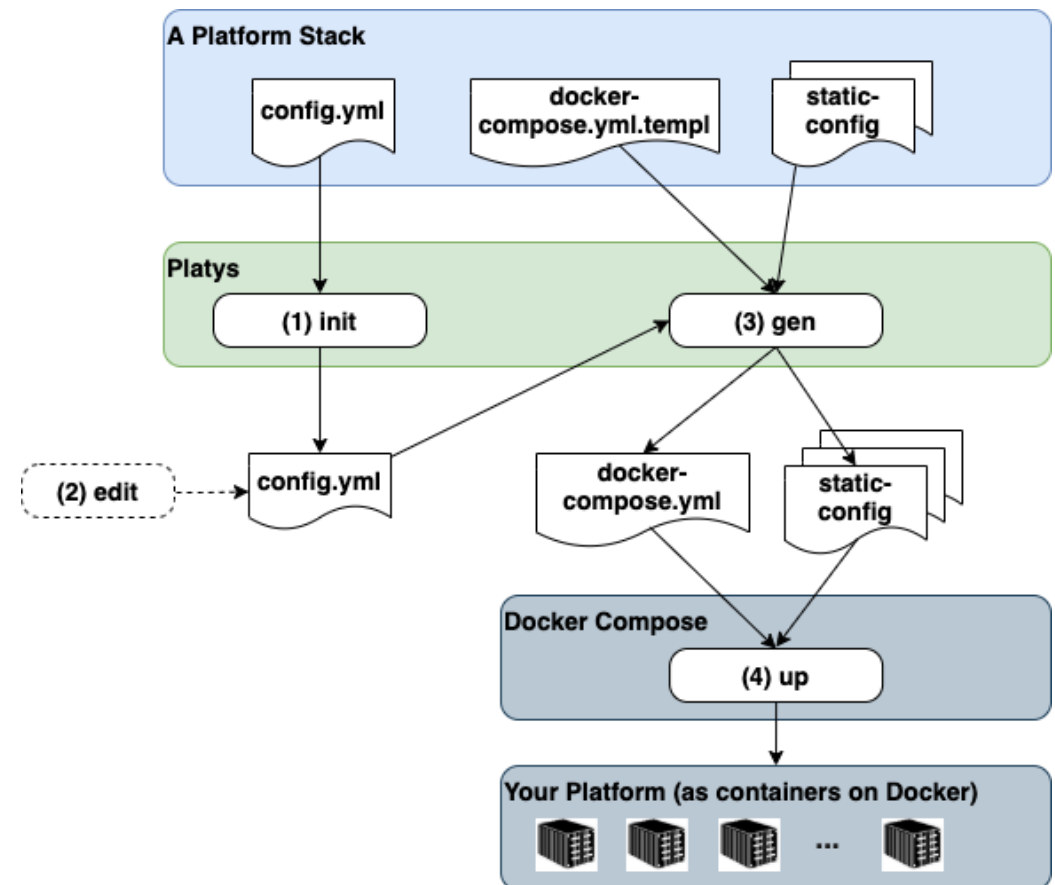 A Platform Stack
config.yml
docker-
compose.yml.templ
static-
config
Platys
(1) init
(3) gen
(2) edit
config.yml
docker-
compose.yml
static-
config
Docker Compose
(4) up
Your Platform (as containers on Docker)
...